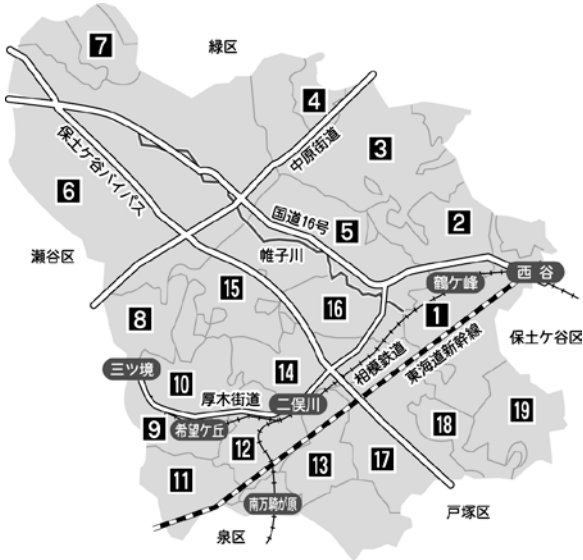 7
緑区
4
中原街道
3
保土ケ谷バイパス
6
国道16号
5
2
帷子川
瀬谷区
鶴ケ峰
西谷
15
16
1
8
相模鉄道
東海道新幹線
保土ケ谷区
三ツ境
10
14
厚木街道
二俣川
9
希望ケ丘
12
18
19
11
13
17
南万騎が原
泉区
戸塚区